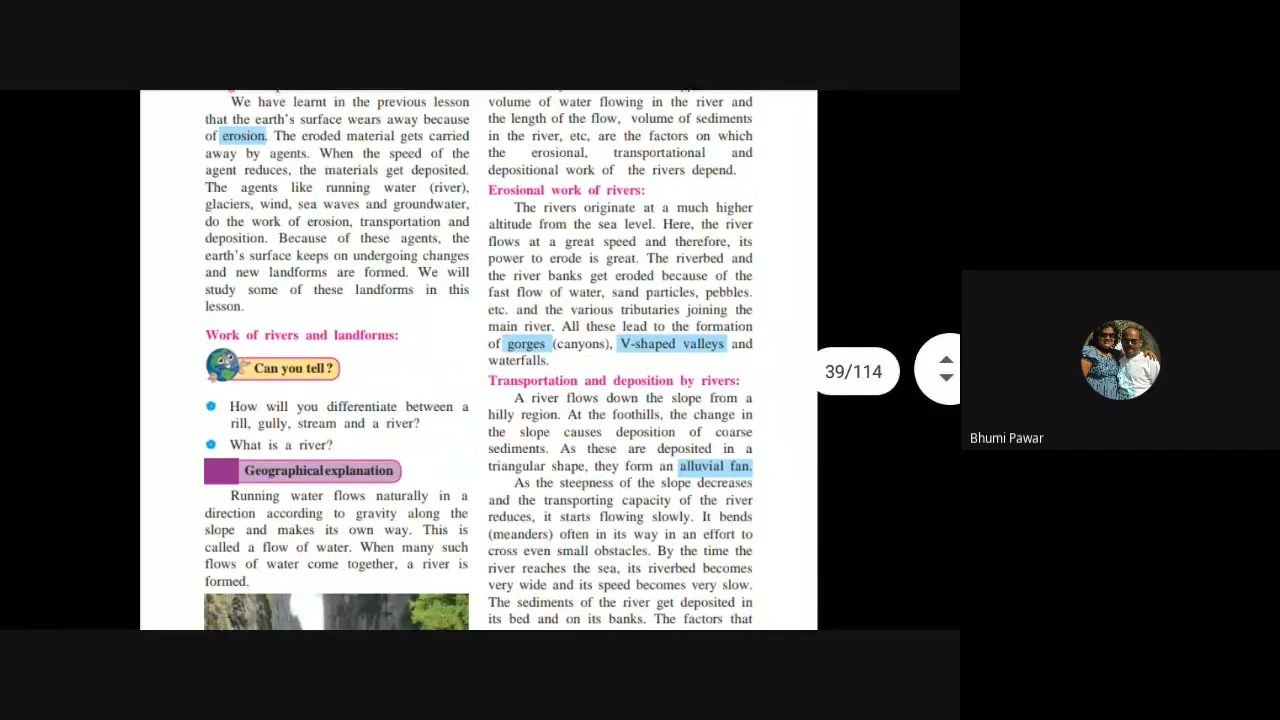 We have learnt in the previous lesson
that the earth's surface wears away because
of erosion. The eroded material gets carried
away by agents. When the speed of the
agent reduces, the materials get deposited.
The agents like running water (river),
glaciers, wind, sea waves and groundwater,
do the work of erosion, transportation and
deposition. Because of these agents, the
earth's surface keeps on undergoing changes
and new landforms are formed. We will
study some of these landforms in this
lesson.
Work of rivers and landforms:
Can you tell ?
How will you differentiate between a
rill, gully, stream and a river?
What is a river?
Geographical explanation
Running water flows naturally in a
direction according to gravity along the
slope and makes its own way. This is
called a flow of water. When many such
flows of water come together, a river is
formed.
volume of water flowing in the river and
the length of the flow, volume of sediments
in the river, etc, are the factors on which
the erosional, transportational and
depositional work of the rivers depend.
Erosional work of rivers:
The rivers originate at a much higher
altitude from the sea level. Here, the river
flows at a great speed and therefore, its
power to erode is great. The riverbed and
the river banks get eroded because of the
fast flow of water, sand particles, pebbles.
etc. and the various tributaries joining the
main river. All these lead to the formation
of gorges (canyons), V-shaped valleys and
waterfalls.
Transportation and deposition by rivers:
A river flows down the slope from a
hilly region. At the foothills, the change in
the slope causes deposition of coarse
sediments. As these are deposited in a
triangular shape, they form an alluvial fan.
As the steepness of the slope decreases
and the transporting capacity of the river
reduces, it starts flowing slowly. It bends
(meanders) often in its way in an effort to
cross even small obstacles. By the time the
river reaches the sea, its riverbed becomes
very wide and its speed becomes very slow.
The sediments of the river get deposited in
its bed and on its banks. The factors that
39/114
Bhumi Pawar